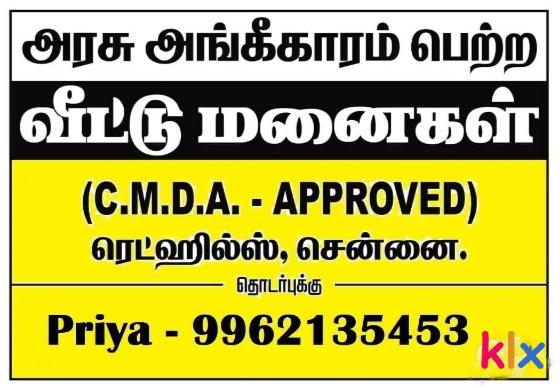 அரசு அங்கீகாரம் பெற்ற
வீட்டு மனைகள்
(C.M.D.A. - APPROVED)
ரெட்ஹில்ஸ், சென்னை.
தொடர்புக்கு
Priya - 9962135453
klx